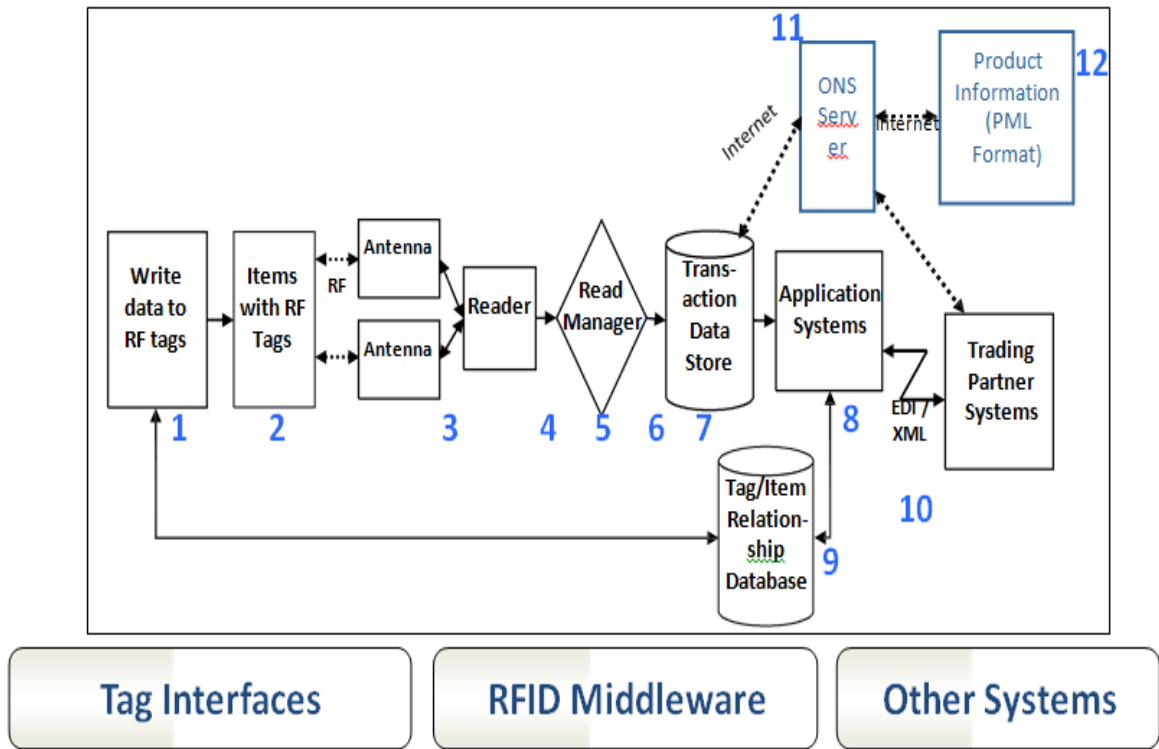 11
12
ONS
Serv
er
Product
Information
(PML
Format)
Internet
Internet
Write
data to
RF tags
Items
with RF
Tags
RF
Antenna
Antenna
Reader
Read
Manager
Trans-
action
Data
Store
Application
Systems
Trading
Partner
Systems
EDI /
XML
1
2
3
4
5
6
7
8
10
Tag/Item
Relation-
ship
Database
9
Tag Interfaces
RFID Middleware
Other Systems